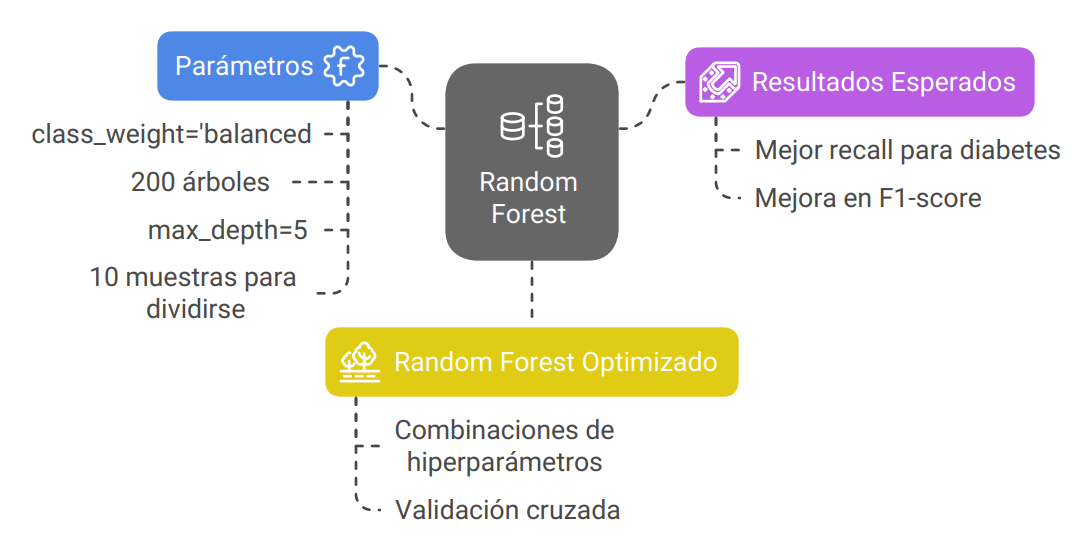 Parámetros
class_weight='balanced
200 árboles
max_depth=5
10 muestras para
dividirse
Random
Forest
Resultados Esperados
Mejor recall para diabetes
Mejora en F1-score
Random Forest Optimizado
Combinaciones de
hiperparámetros
Validación cruzada